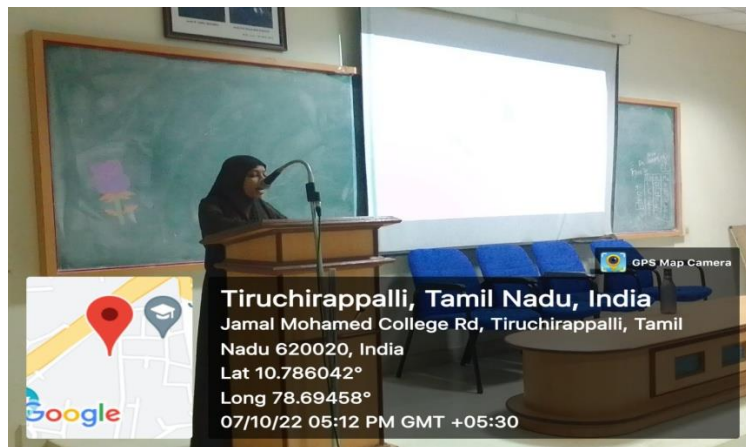 GPS Map Camera
Tiruchirappalli, Tamil Nadu, India
Jamal Mohamed College Rd, Tiruchirappalli, Tamil
Nadu 620020, India
Lat 10.786042°
Long 78.69458°
07/10/22 05:12 PM GMT +05:30
Google